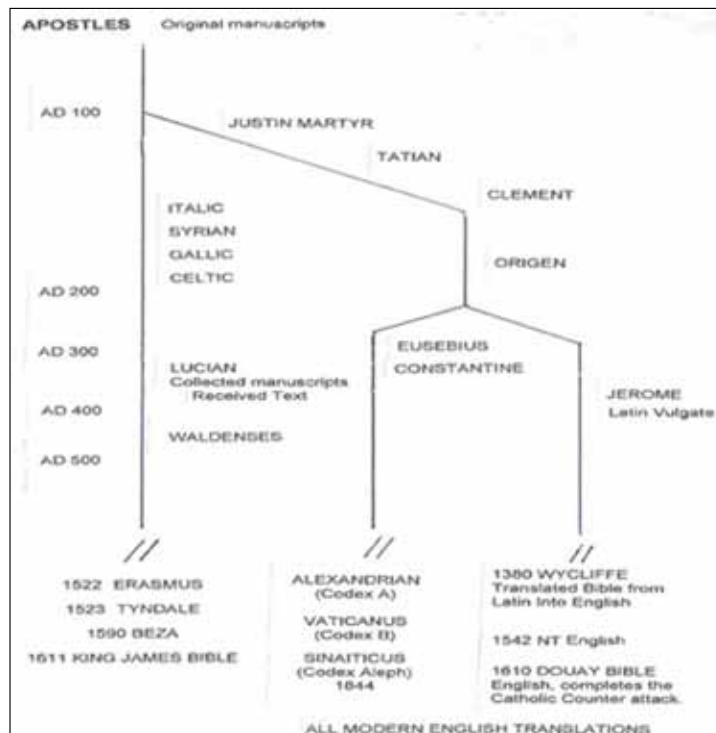 APOSTLES Original manuscripts
AD 100
JUSTIN MARTYR
TATIAN
CLEMENT
ITALIC
SYRIAN
GALLIC
CELTIC
ORIGEN
AD 200
EUSEBIUS
CONSTANTINE
AD 300
LUCIAN
Collected manuscripts
Received Text
JEROME
Latin Vulgate
AD 400
WALDENSES
AD 500
1522 ERASMUS
1523 TYNDALE
1590 BEZA
1611 KING JAMES BIBLE
ALEXANDRIAN
(Codex A)
VATICANUS
(Codex B)
SINAITICUS
(Codex Aleph)
1844
1380 WYCLIFFE
Translated Bible from
Latin Into English
1542 NT English
1610 DOUAY BIBLE
English, completes the
Catholic Counter attack.
ALL MODERN ENGLISH TRANSLATIONS